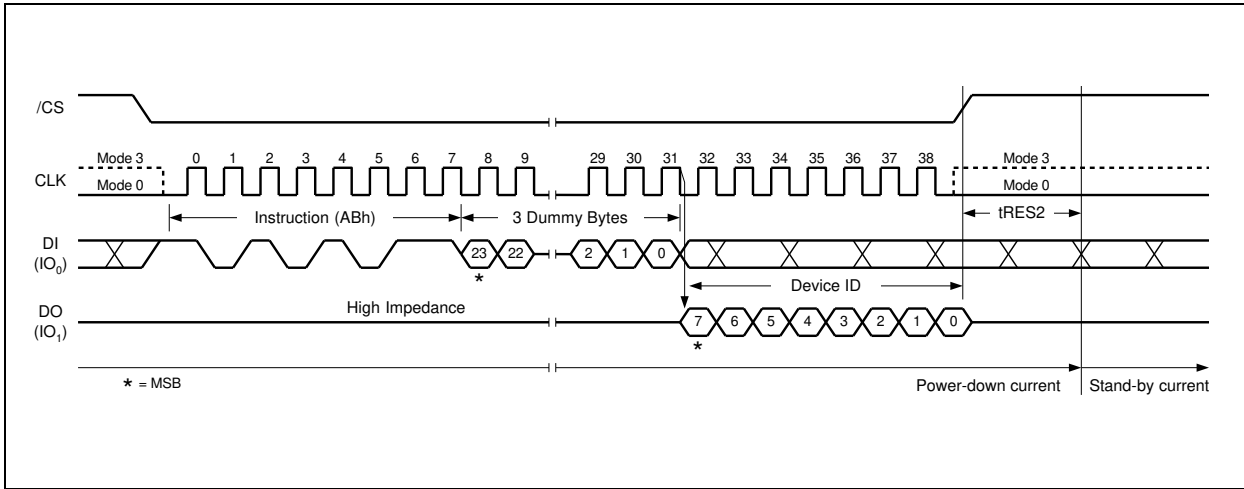 /CS
Mode 3
0 1 2 3 4 5 6 7 8 9 29 30 31 32 33 34 35 36 37 38
Mode 3
CLK
Mode 0
Mode 0
Instruction (ABh)
3 Dummy Bytes
tRES2
DI
(IO0)
23 22 2 1 0
*
Device ID
DO
(IO1)
High Impedance
7 6 5 4 3 2 1 0
*
* = MSB
Power-down current
Stand-by current